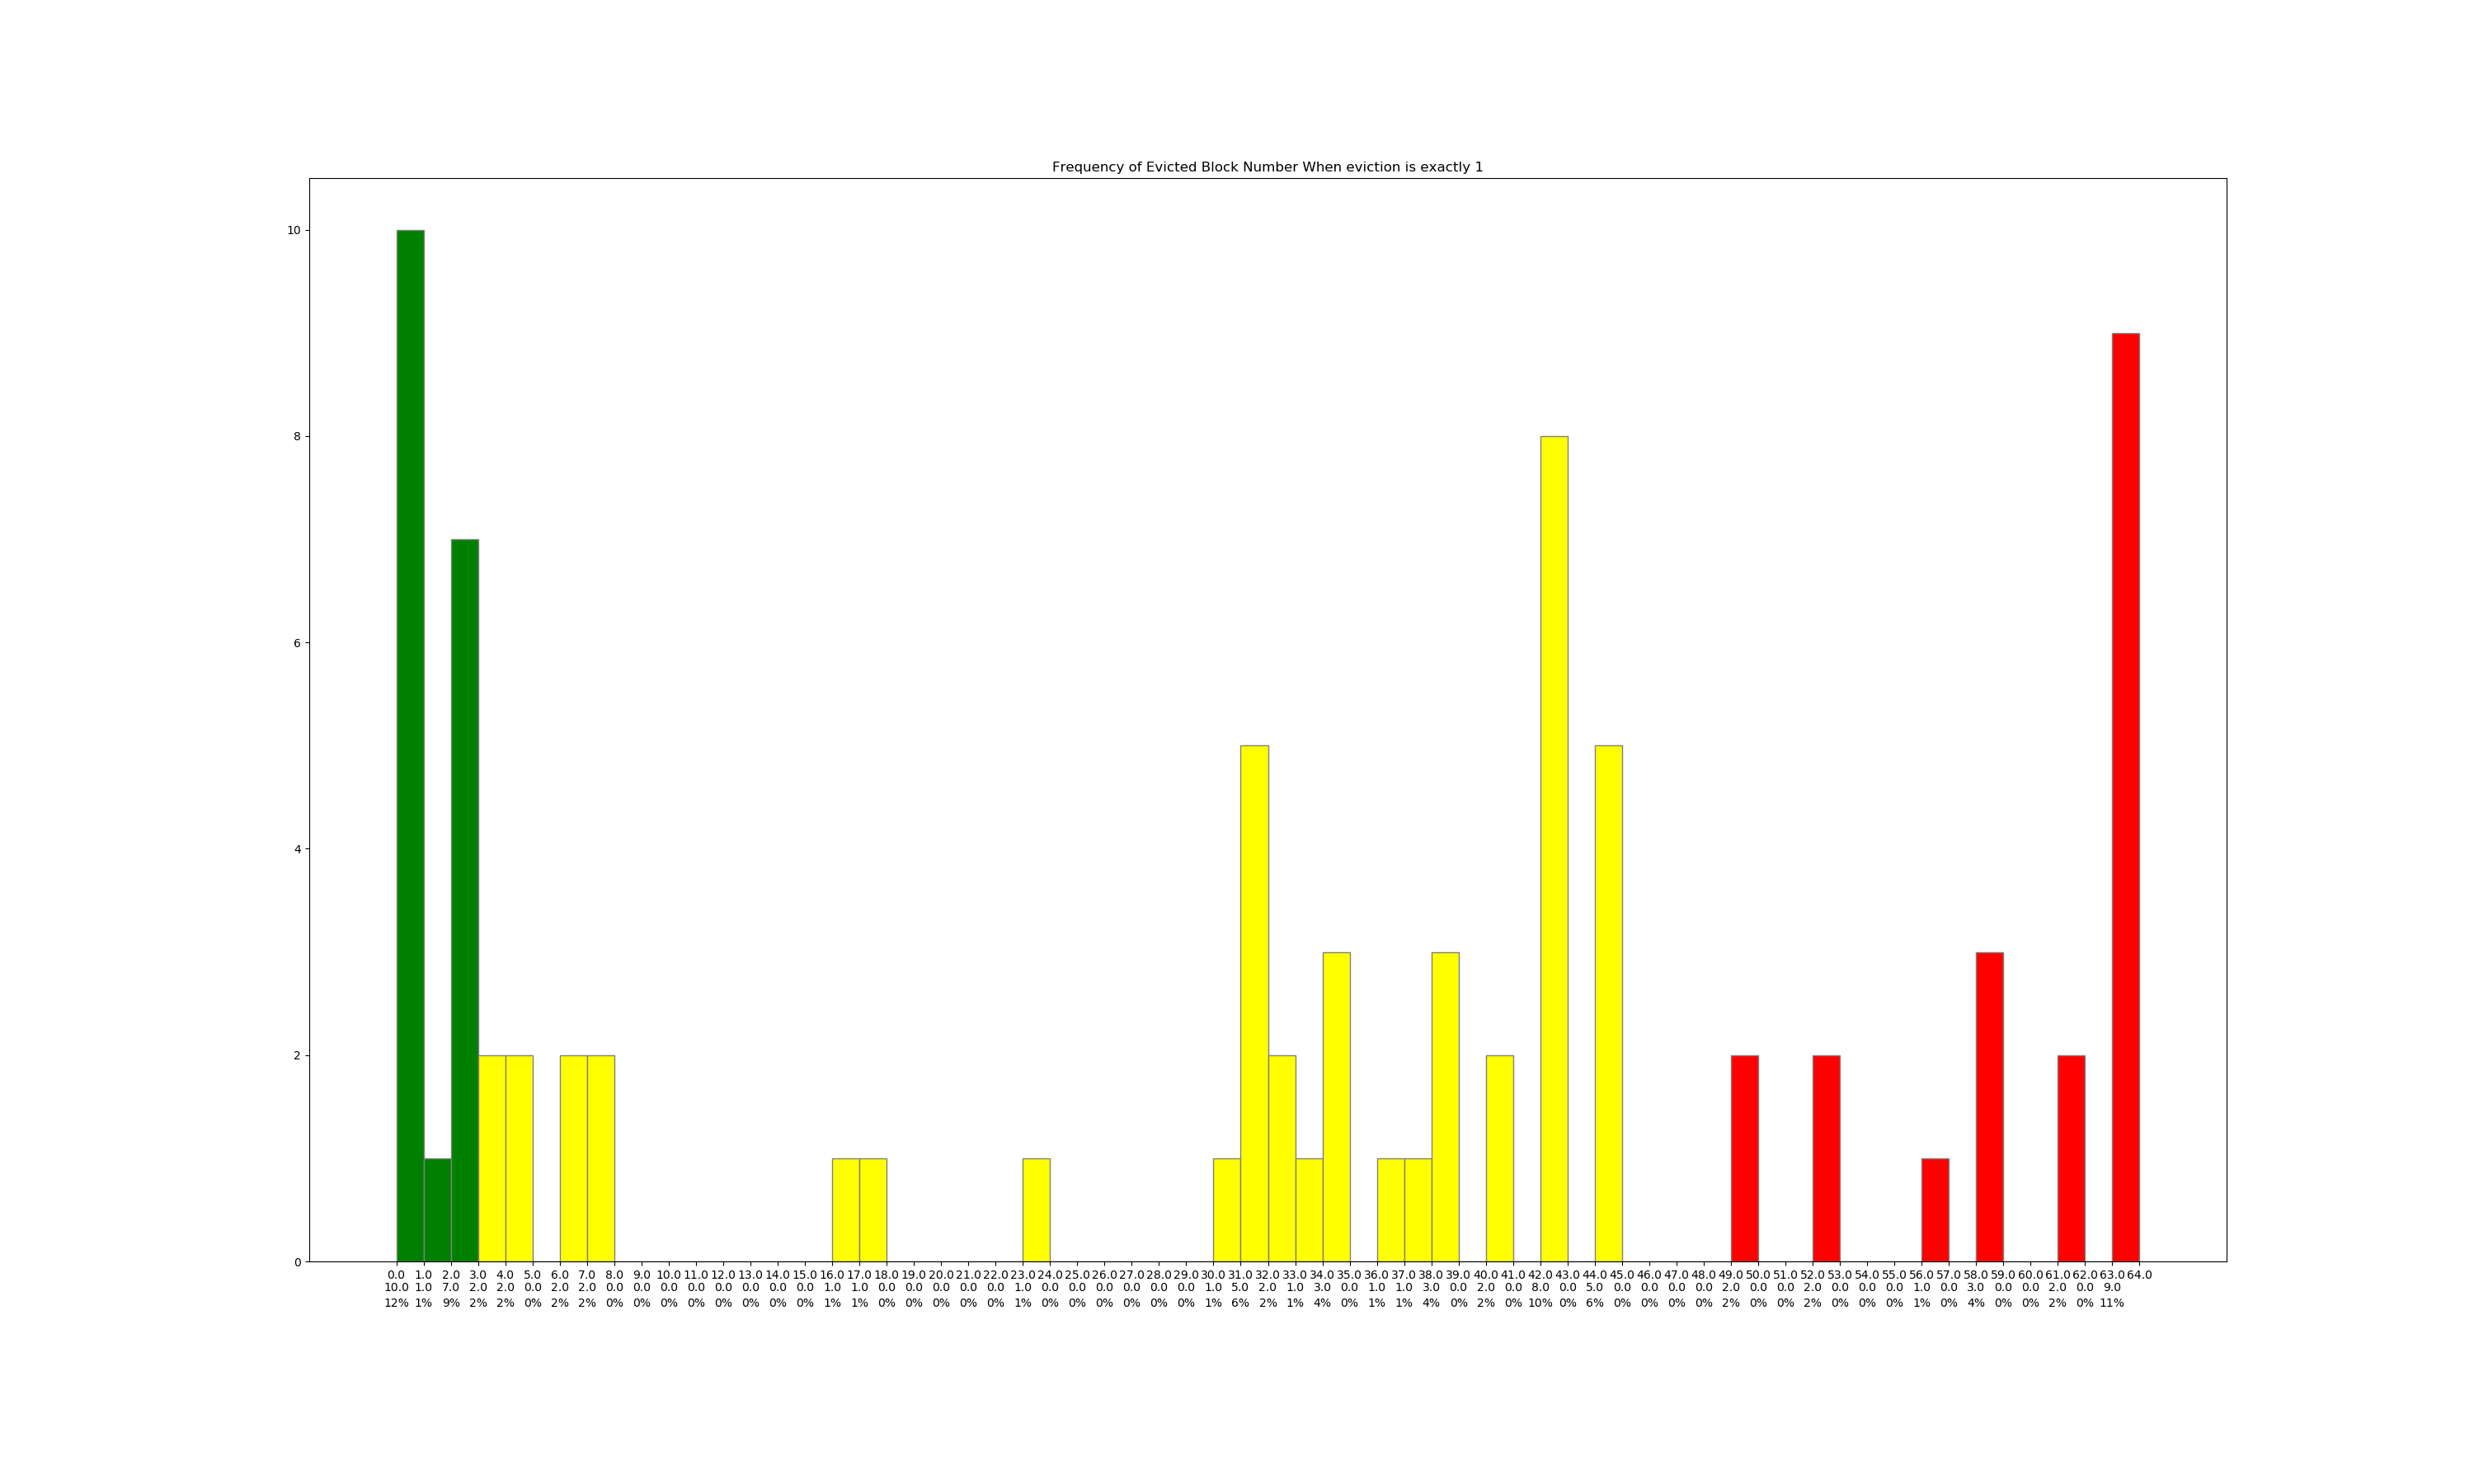 Frequency of Evicted Block Number When eviction is exactly 1
10
8
6
4
2
0
0.0 1.0 2.0 3.0 4.0 5.0 6.0 7.0 8.0 9.0 10.0 11.0 12.0 13.0 14.0 15.0 16.0 17.0 18.0 19.0 20.0 21.0 22.0 23.0 24.0 25.0 26.0 27.0 28.0 29.0 30.0 31.0 32.0 33.0 34.0 35.0 36.0 37.0 38.0 39.0 40.0 41.0 42.0 43.0 44.0 45.0 46.0 47.0 48.0 49.0 50.0 51.0 52.0 53.0 54.0 55.0 56.0 57.0 58.0 59.0 60.0 61.0 62.0 63.0 64.0
10.0 1.0 7.0 2.0 2.0 0.0 2.0 2.0 0.0 0.0 0.0 0.0 0.0 0.0 0.0 0.0 1.0 1.0 0.0 0.0 0.0 0.0 0.0 1.0 0.0 0.0 0.0 0.0 0.0 0.0 1.0 5.0 2.0 1.0 3.0 0.0 1.0 1.0 3.0 0.0 2.0 0.0 8.0 0.0 5.0 0.0 0.0 0.0 0.0 2.0 0.0 0.0 2.0 0.0 0.0 0.0 1.0 0.0 3.0 0.0 0.0 2.0 0.0 9.0
12% 1% 9% 2% 2% 0% 2% 2% 0% 0% 0% 0% 0% 0% 0% 0% 1% 1% 0% 0% 0% 0% 0% 1% 0% 0% 0% 0% 0% 0% 1% 6% 2% 1% 4% 0% 1% 1% 4% 0% 2% 0% 10% 0% 6% 0% 0% 0% 0% 2% 0% 0% 2% 0% 0% 0% 1% 0% 4% 0% 0% 2% 0% 11%